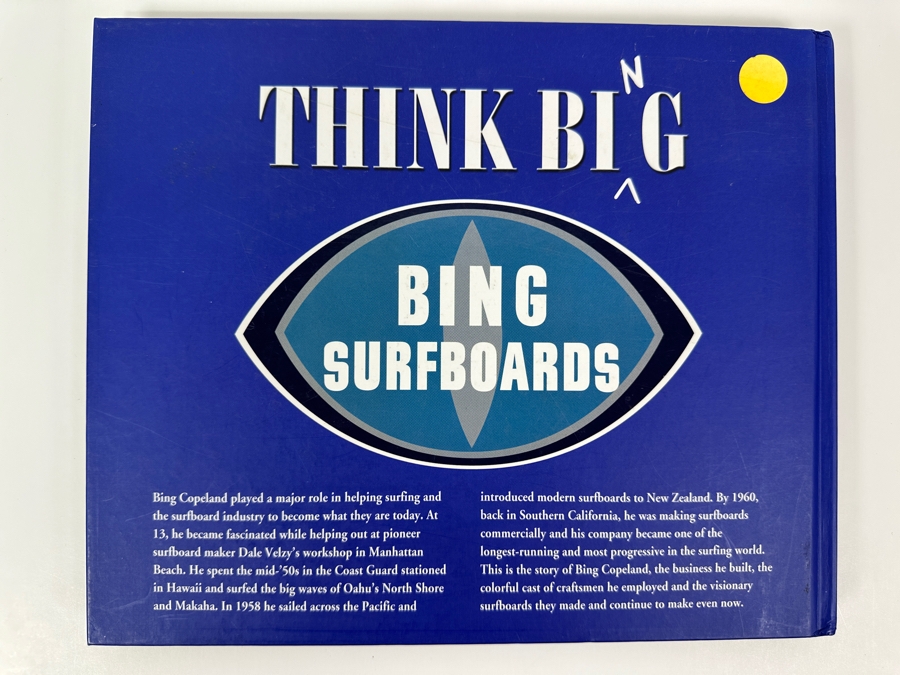 THINK BI^NG
BING
SURFBOARDS
Bing Copeland played a major role in helping surfing and
the surfboard industry to become what they are today. At
13, he became fascinated while helping out at pioneer
surfboard maker Dale Velzy's workshop in Manhattan
Beach. He spent the mid-'50s in the Coast Guard stationed
in Hawaii and surfed the big waves of Oahu's North Shore
and Makaha. In 1958 he sailed across the Pacific and
introduced modern surfboards to New Zealand. By 1960,
back in Southern California, he was making surfboards
commercially and his company became one of the
longest-running and most progressive in the surfing world.
This is the story of Bing Copeland, the business he built, the
colorful cast of craftsmen he employed and the visionary
surfboards they made and continue to make even now.